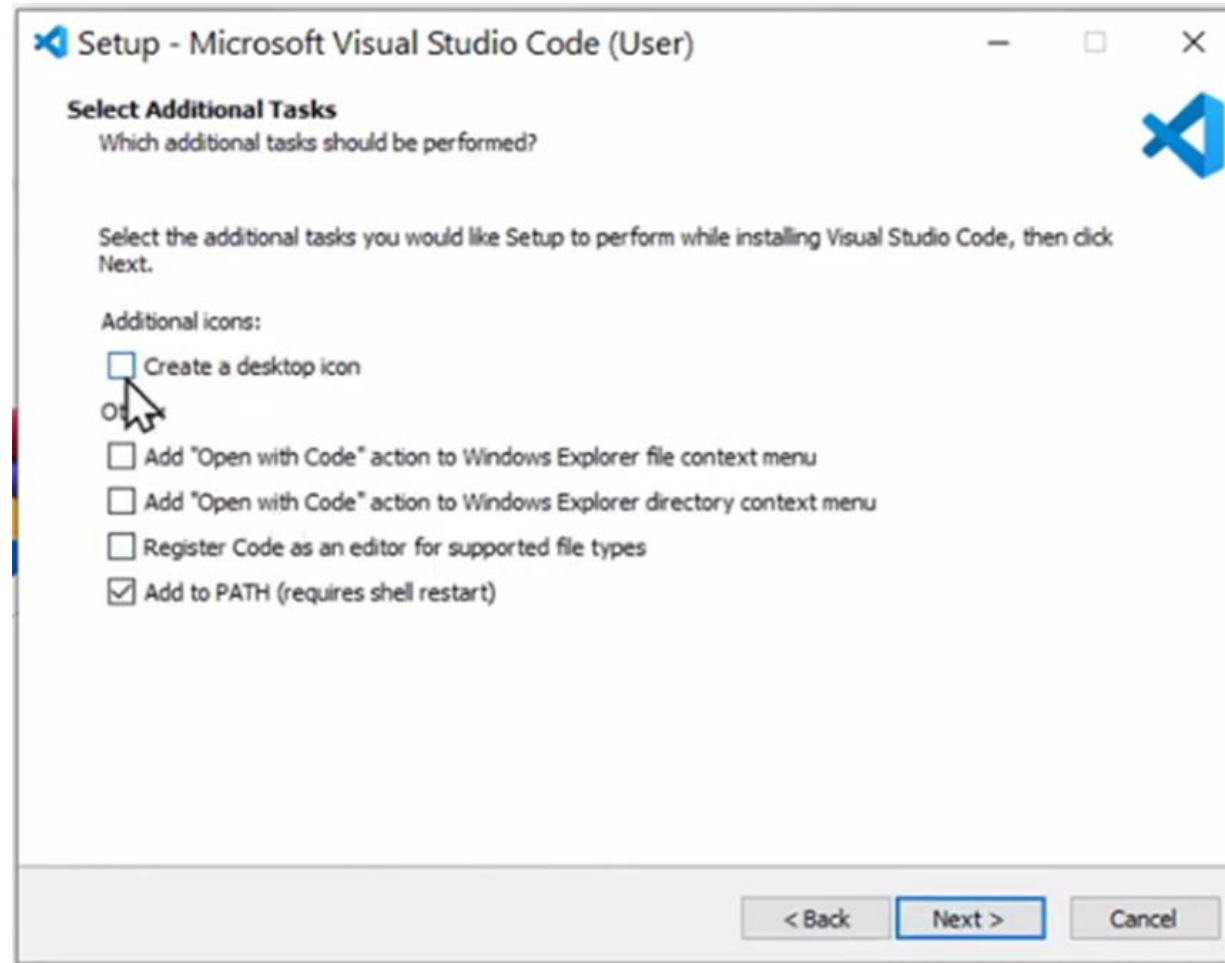 Setup - Microsoft Visual Studio Code (User)
Select Additional Tasks
Which additional tasks should be performed?
Select the additional tasks you would like Setup to perform while installing Visual Studio Code, then click
Next.
Additional icons:
Create a desktop icon
Add "Open with Code" action to Windows Explorer file context menu
Add "Open with Code" action to Windows Explorer directory context menu
Register Code as an editor for supported file types
Add to PATH (requires shell restart)
< Back Next > Cancel